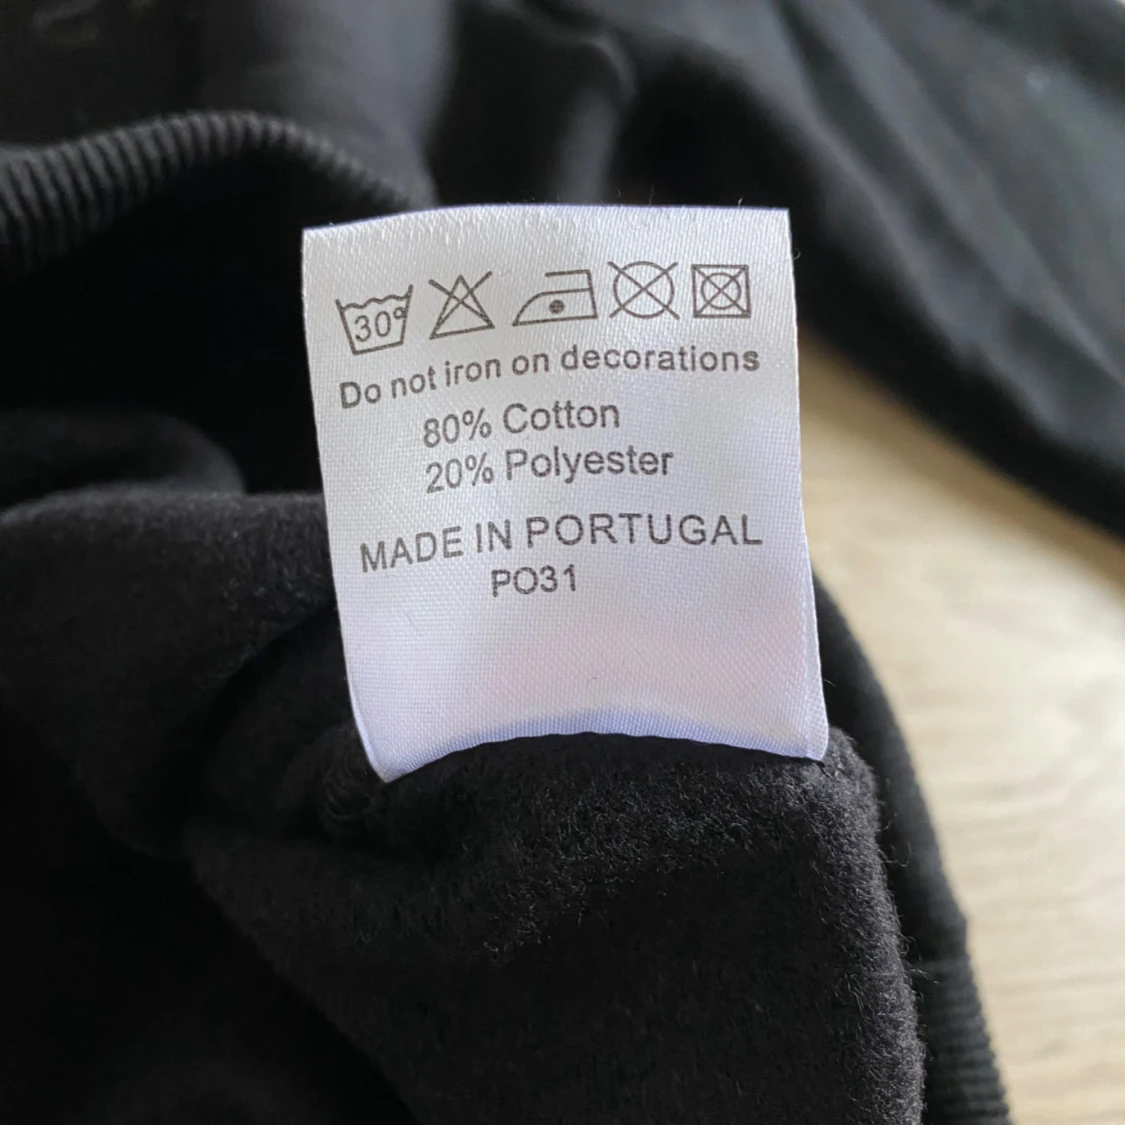 30°
Do not iron on decorations
80% Cotton
20% Polyester
MADE IN PORTUGAL
PO31